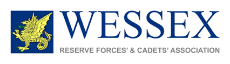 WESSEX
RESERVE FORCES' & CADETS' ASSOCIATION